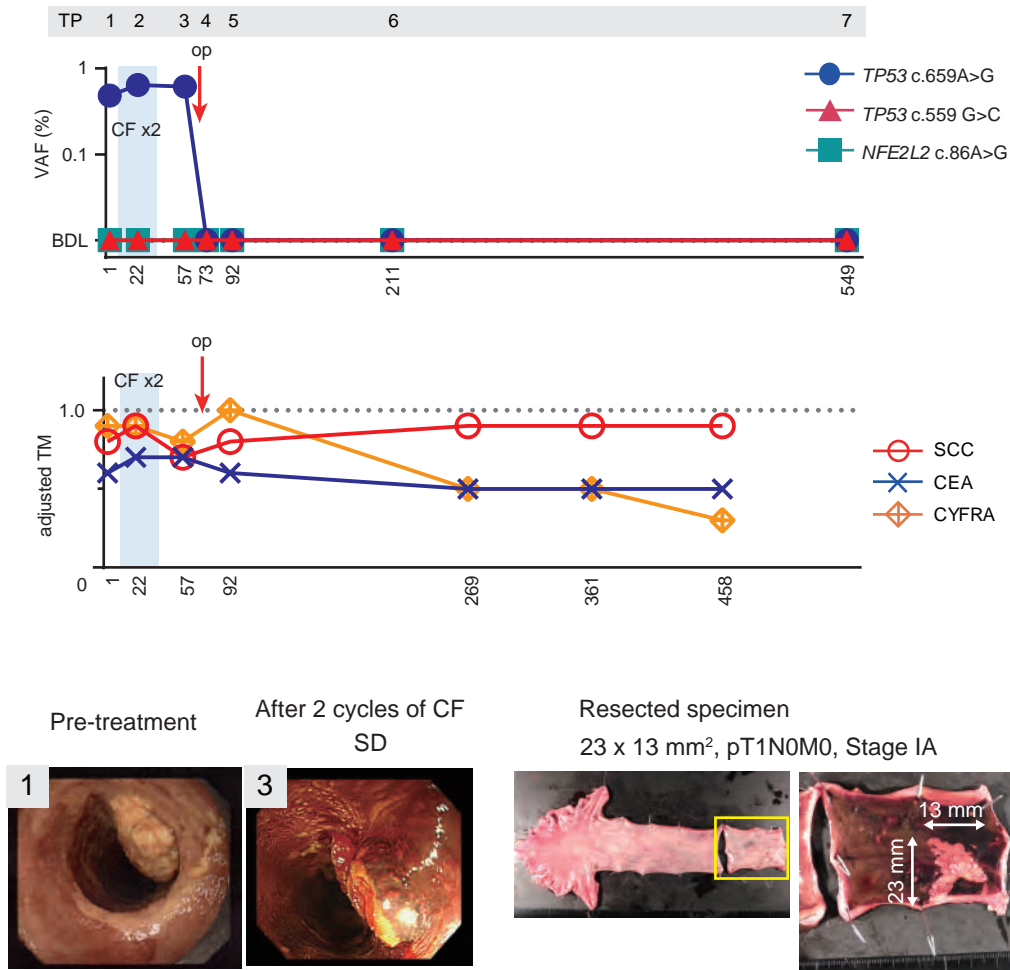 TP 1 2 3 4 5 6 7
op
1
CF x2
0.1
VAF (%)
BDL
1 22 57 73 92 211 549
TP53 c.659A>G
TP53 c.559 G>C
NFE2L2 c.86A>G
op
CF x2
1.0
adjusted TM
0
1 22 57 92 269 361 458
SCC
CEA
CYFRA
Pre-treatment
After 2 cycles of CF
SD
Resected specimen
23 x 13 mm², pT1N0M0, Stage IA
1
3
13 mm
23 mm